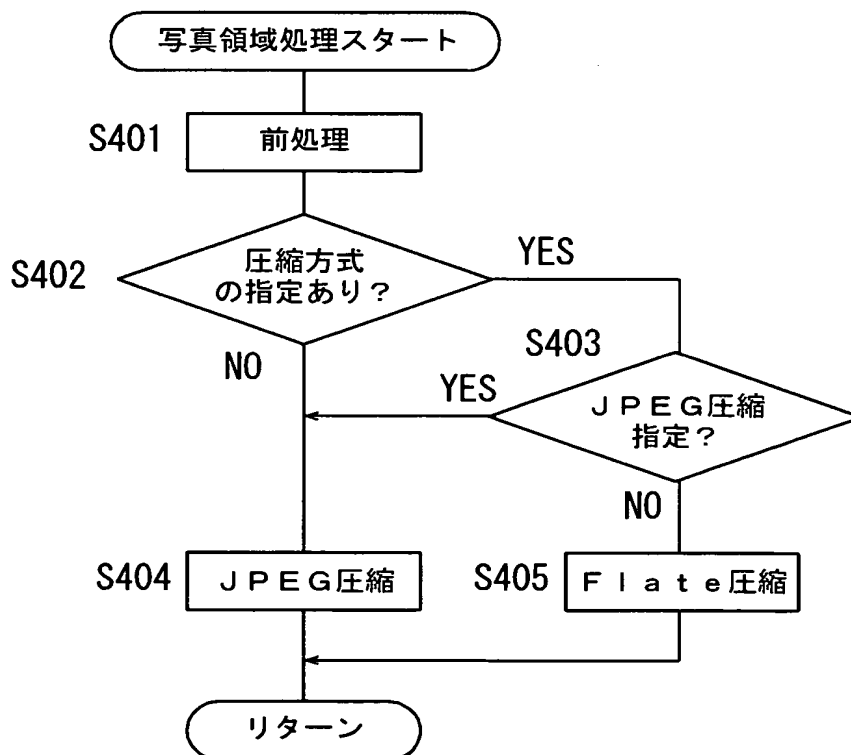 写真領域処理スタート
S401
前処理
S402
圧縮方式
の指定あり？
YES
NO
S403
YES
ＪＰＥＧ圧縮
指定？
NO
S404
ＪＰＥＧ圧縮
S405
Ｆｌａｔｅ圧縮
リターン